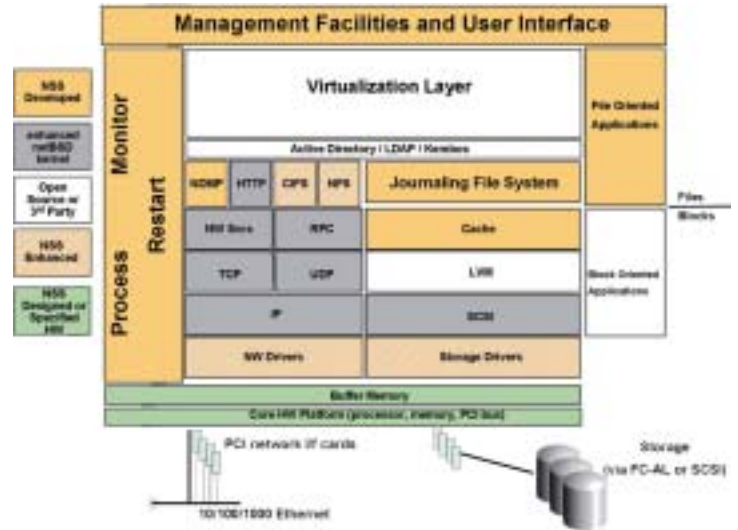 Management Facilities and User Interface
NSS
Developed
enhanced
netBSD
kernel
Open
Source or
3rd Party
NSS
Enhanced
NSS
Designed or
Specified
HW
Process Monitor
Restart
Virtualization Layer
Active Directory / LDAP / Kerberos
NDMP
HTTP
CIFS
NFS
Journaling File System
NW Svcs
RPC
Cache
TCP
UDP
LVM
IP
SCSI
NW Drivers
Storage Drivers
File Oriented
Applications
Files
Blocks
Block Oriented
Applications
Buffer Memory
Core HW Platform (processor, memory, PCI bus)
PCI network i/f cards
10/100/1000 Ethernet
Storage
(via FC-AL or SCSI)